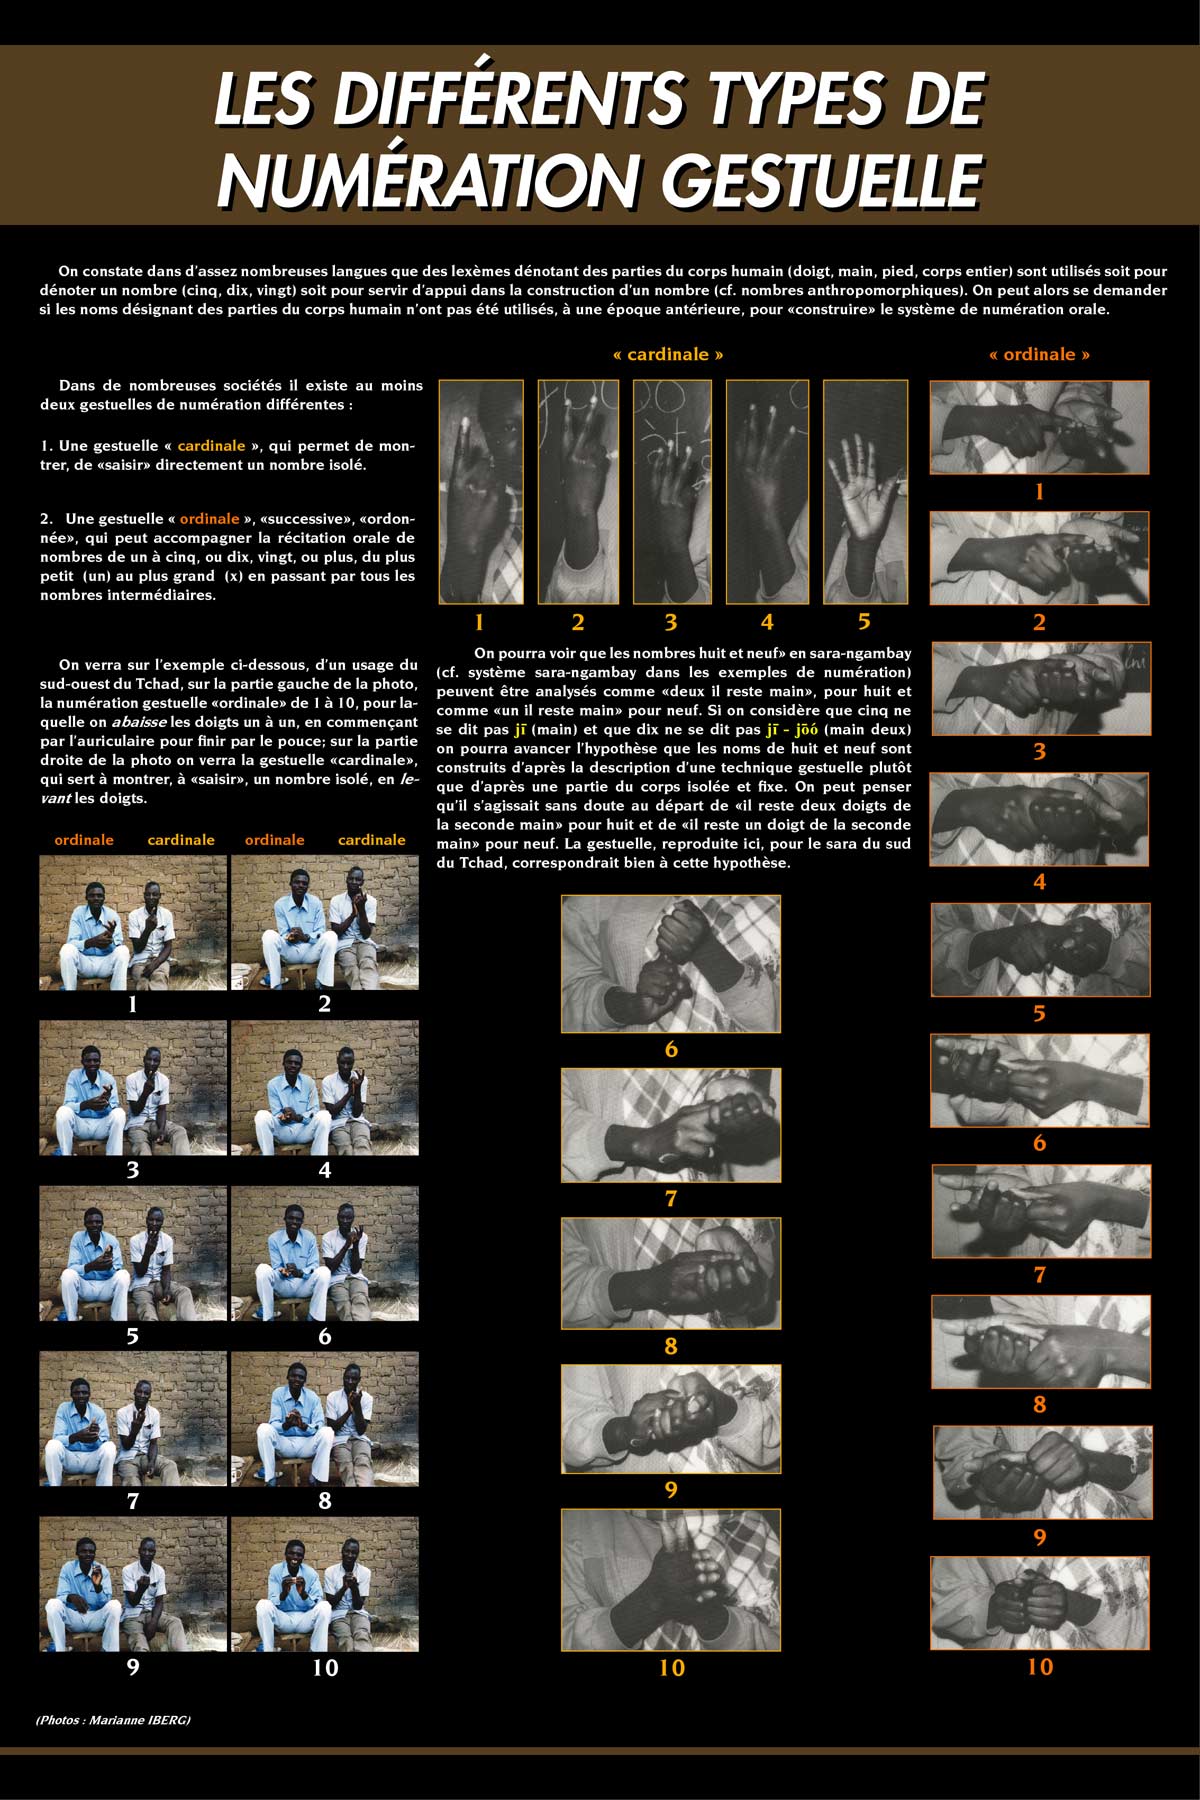 LES DIFFÉRENTS TYPES DE
NUMÉRATION GESTUELLE
On constate dans d'assez nombreuses langues que des lexèmes dénotant des parties du corps humain (doigt, main, pied, corps entier) sont utilisés soit pour
dénoter un nombre (cinq, dix, vingt) soit pour servir d'appui dans la construction d'un nombre (cf. nombres anthropomorphiques). On peut alors se demander
si les noms désignant des parties du corps humain n'ont pas été utilisés, à une époque antérieure, pour «construire» le système de numération orale.
Dans de nombreuses sociétés il existe au moins
deux gestuelles de numération différentes :
1. Une gestuelle « cardinale », qui permet de mon-
trer, de «saisir» directement un nombre isolé.
2. Une gestuelle « ordinale », «successive», «ordon-
née», qui peut accompagner la récitation orale de
nombres de un à cinq, ou dix, vingt, ou plus, du plus
petit (un) au plus grand (x) en passant par tous les
nombres intermédiaires.
On verra sur l'exemple ci-dessous, d'un usage du
sud-ouest du Tchad, sur la partie gauche de la photo,
la numération gestuelle «ordinale» de 1 à 10, pour la-
quelle on abaisse les doigts un à un, en commençant
par l'auriculaire pour finir par le pouce; sur la partie
droite de la photo on verra la gestuelle «cardinale»,
qui sert à montrer, à «saisir», un nombre isolé, en le-
vant les doigts.
ordinale cardinale ordinale cardinale
1 2
3 4
5 6
7 8
9 10
« cardinale »
1 2 3 4 5
On pourra voir que les nombres huit et neuf» en sara-ngambay
(cf. système sara-ngambay dans les exemples de numération)
peuvent être analysés comme «deux il reste main», pour huit et
comme «un il reste main» pour neuf. Si on considère que cinq ne
se dit pas jī (main) et que dix ne se dit pas jī - jōó (main deux)
on pourra avancer l'hypothèse que les noms de huit et neuf sont
construits d'après la description d'une technique gestuelle plutôt
que d'après une partie du corps isolée et fixe. On peut penser
qu'il s'agissait sans doute au départ de «il reste deux doigts de
la seconde main» pour huit et de «il reste un doigt de la seconde
main» pour neuf. La gestuelle, reproduite ici, pour le sara du sud
du Tchad, correspondrait bien à cette hypothèse.
6
7
8
9
10
« ordinale »
1
2
3
4
5
6
7
8
9
10
(Photos : Marianne IBERG)